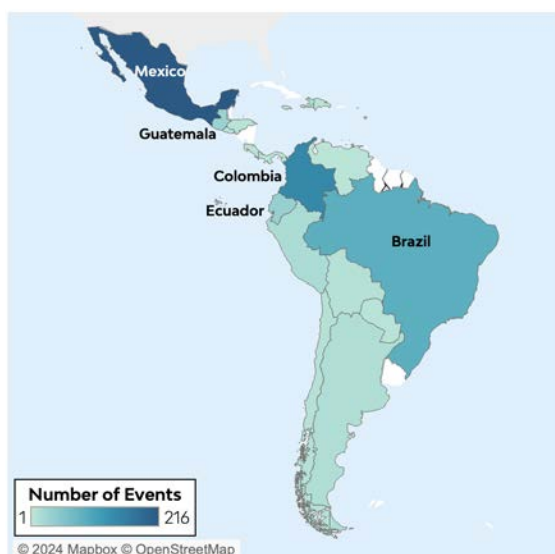 Mexico
Guatemala
Colombia
Ecuador
Brazil
Number of Events
1 216
© 2024 Mapbox © OpenStreetMap